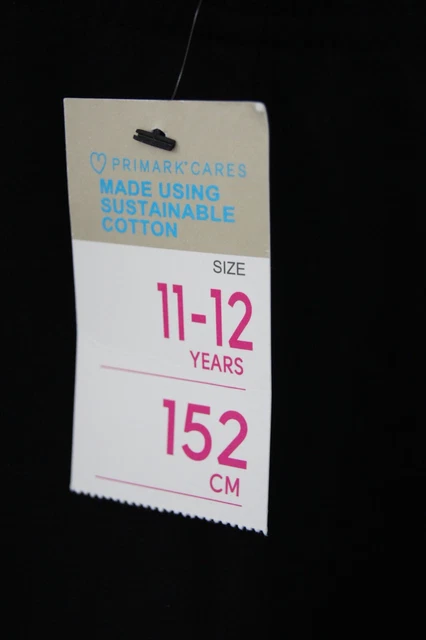 PRIMARK® CARES
MADE USING
SUSTAINABLE
COTTON
SIZE
11-12
YEARS
152
CM